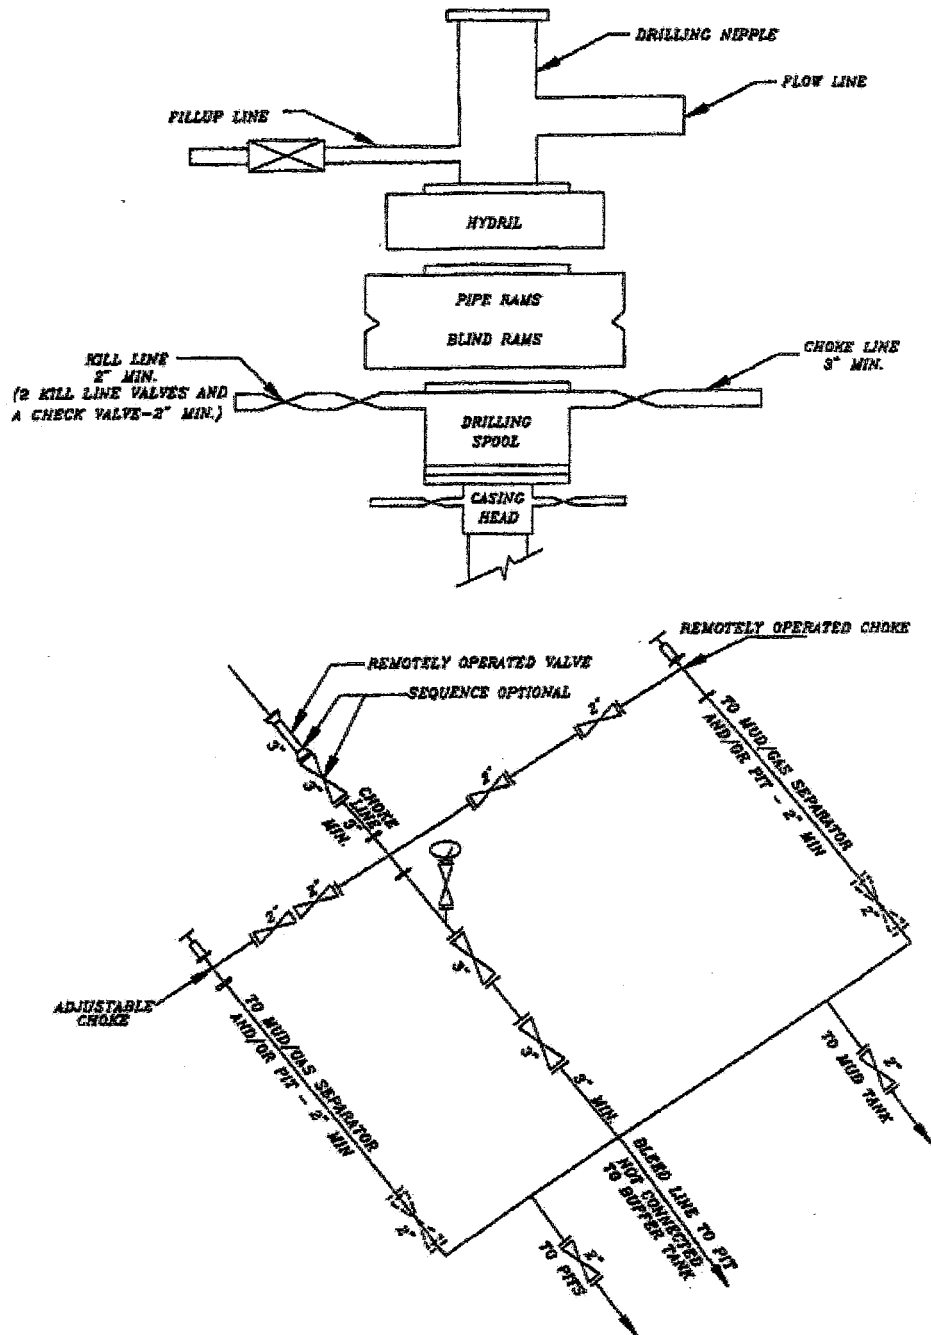 DRILLING NIPPLE
FLOW LINE
FILLUP LINE
HYDRIL
PIPE RAMS
BLIND RAMS
KILL LINE
2" MIN.
(2 KILL LINE VALVES AND
A CHECK VALVE-2" MIN.)
CHOKE LINE
3" MIN.
DRILLING
SPOOL
CASING
HEAD
REMOTELY OPERATED CHOKE
REMOTELY OPERATED VALVE
SEQUENCE OPTIONAL
3"
3"
CHOKE
LINE
3"
MIN.
2"
2"
TO MUD/GAS SEPARATOR
AND/OR PIT - 2" MIN
2"
2"
2"
3"
3"
3" MIN.
ADJUSTABLE
CHOKE
TO MUD/GAS SEPARATOR
AND/OR PIT - 2" MIN
2"
2"
TO MUD TANK
BLEED LINE TO PIT
NOT CONNECTED
TO BUFFER TANK
2"
TO PITS